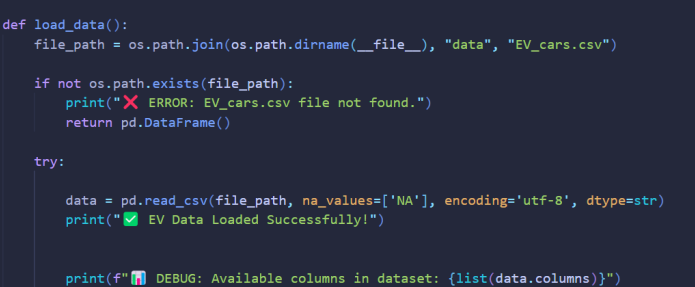 def load_data():
    file_path = os.path.join(os.path.dirname(__file__), "data", "EV_cars.csv")
    if not os.path.exists(file_path):
        print("❌ ERROR: EV_cars.csv file not found.")
        return pd.DataFrame()
    try:
        data = pd.read_csv(file_path, na_values=['NA'], encoding='utf-8', dtype=str)
        print("✅ EV Data Loaded Successfully!")
        print(f"📊 DEBUG: Available columns in dataset: {list(data.columns)}")